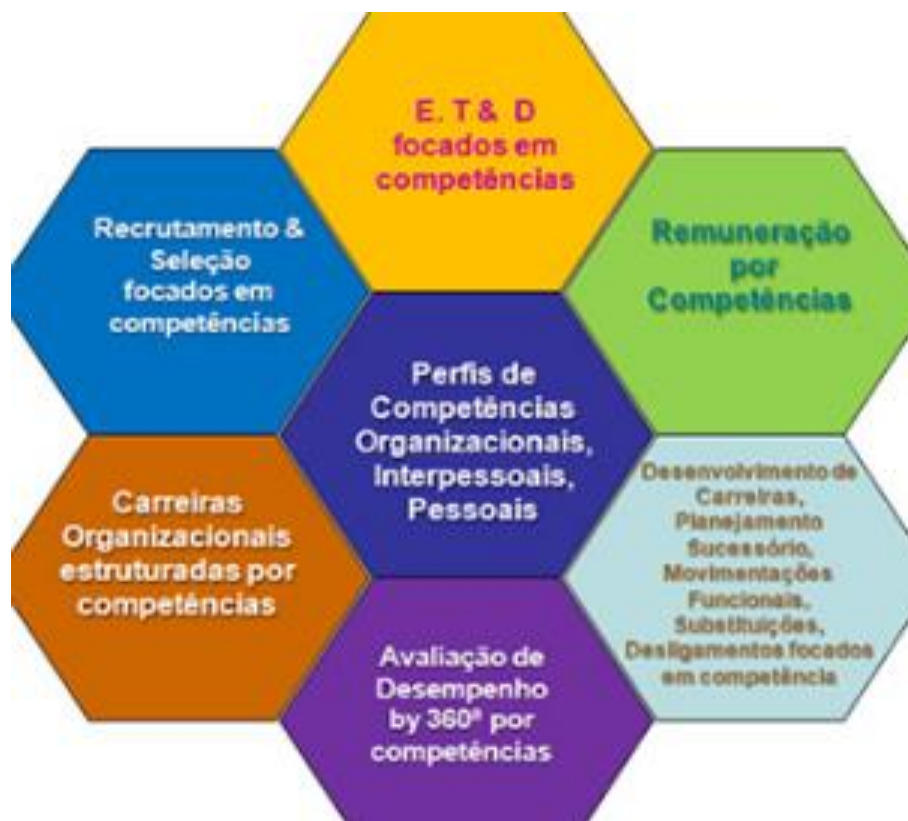 E. T & D
focados em
competências
Recrutamento &
Seleção
focados em
competências
Remuneração
por
Competências
Perfis de
Competências
Organizacionais,
Interpessoais,
Pessoais
Carreiras
Organizacionais
estruturadas por
competências
Desenvolvimento de
Carreiras,
Planejamento
Sucessório,
Movimentações
Funcionais,
Substituições,
Desligamentos focados
em competência
Avaliação de
Desempenho
by 360º por
competências